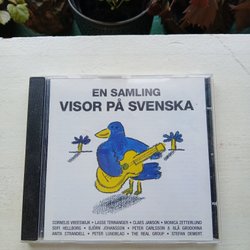 EN SAMLING
VISOR PÅ SVENSKA
CORNELIS VREESWIJK • LASSE TENNANDER • CLAES JANSON • MONICA ZETTERLUND
SOFI HELLBORG • BJÖRN JOHANSSON • PETER CARLSSON & BLÅ GRODORNA
ANITA STRANDELL • PETER LUNDBLAD • THE REAL GROUP • STEFAN DEMERT